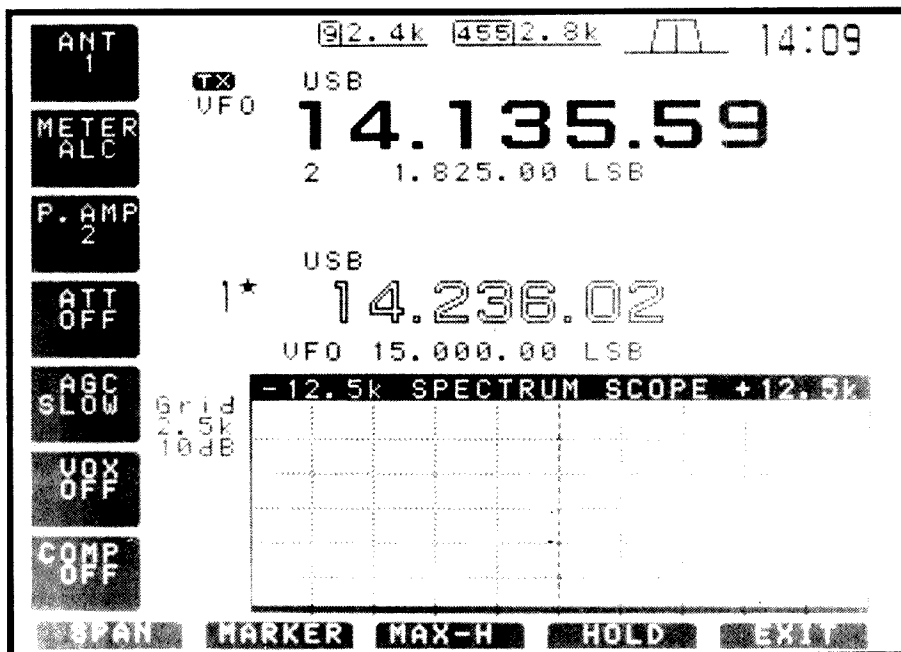 ANT
1
9 2.4k 455 2.8k
14:09
METER
ALC
TX
VFO
USB
14.135.59
2 1.825.00 LSB
P.AMP
2
USB
1* 14.236.02
VFO 15.000.00 LSB
ATT
OFF
AGC
SLOW
Grid
2.5k
10dB
-12.5k SPECTRUM SCOPE +12.5k
VOX
OFF
COMP
OFF
SPAN MARKER MAX-H HOLD EXIT